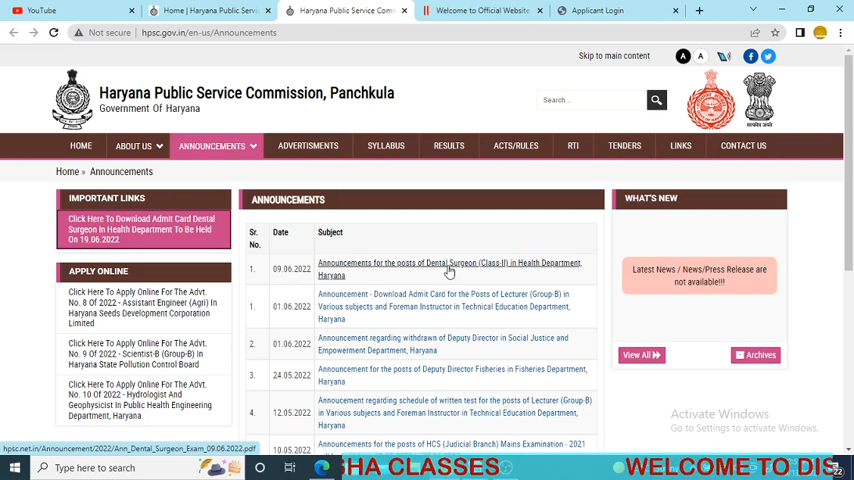 YouTube
Home | Haryana Public Servi
Haryana Public Service Com
Welcome to Official Website
Applicant Login
Not secure
hpsc.gov.in/en-us/Announcements
Skip to main content
A
A
Haryana Public Service Commission, Panchkula
Government Of Haryana
Search...
HOME
ABOUT US
ANNOUNCEMENTS
ADVERTISMENTS
SYLLABUS
RESULTS
ACTS/RULES
RTI
TENDERS
LINKS
CONTACT US
Home » Announcements
IMPORTANT LINKS
Click Here To Download Admit Card Dental
Surgeon In Health Department To Be Held
On 19.06.2022
APPLY ONLINE
Click Here To Apply Online For The Advt.
No. 8 Of 2022 - Assistant Engineer (Agri) In
Haryana Seeds Development Corporation
Limited
Click Here To Apply Online For The Advt.
No. 9 Of 2022 - Scientist-B (Group-B) In
Haryana State Pollution Control Board
Click Here To Apply Online For The Advt.
No. 10 Of 2022 - Hydrologist And
Geophysicist In Public Health Engineering
Department, Haryana
ANNOUNCEMENTS
Sr.
No.
Date
Subject
1.
09.06.2022
Announcements for the posts of Dental Surgeon (Class-II) in Health Department,
Haryana
1.
01.06.2022
Announcement - Download Admit Card for the Posts of Lecturer (Group-B) in
Various subjects and Foreman Instructor in Technical Education Department,
Haryana
2.
01.06.2022
Announcement regarding withdrawn of Deputy Director in Social Justice and
Empowerment Department, Haryana
3.
24.05.2022
Announcement for the posts of Deputy Director Fisheries in Fisheries Department,
Haryana
4.
12.05.2022
Annoucement regarding schedule of written test for the posts of Lecturer (Group-B)
in Various subjects and Foreman Instructor in Technical Education Department,
Haryana
10.05.2022
Announcements for the posts of HCS (Judicial Branch) Mains Examination - 2021
WHAT'S NEW
Latest News / News/Press Release are
not available!!!
View All
Archives
Activate Windows
Go to Settings to activate Windows.
hpsc.net.in/Announcement/2022/Ann_Dental_Surgeon_Exam_09.06.2022.pdf
Type here to search
SHA CLASSES
WELCOME TO DIS
22